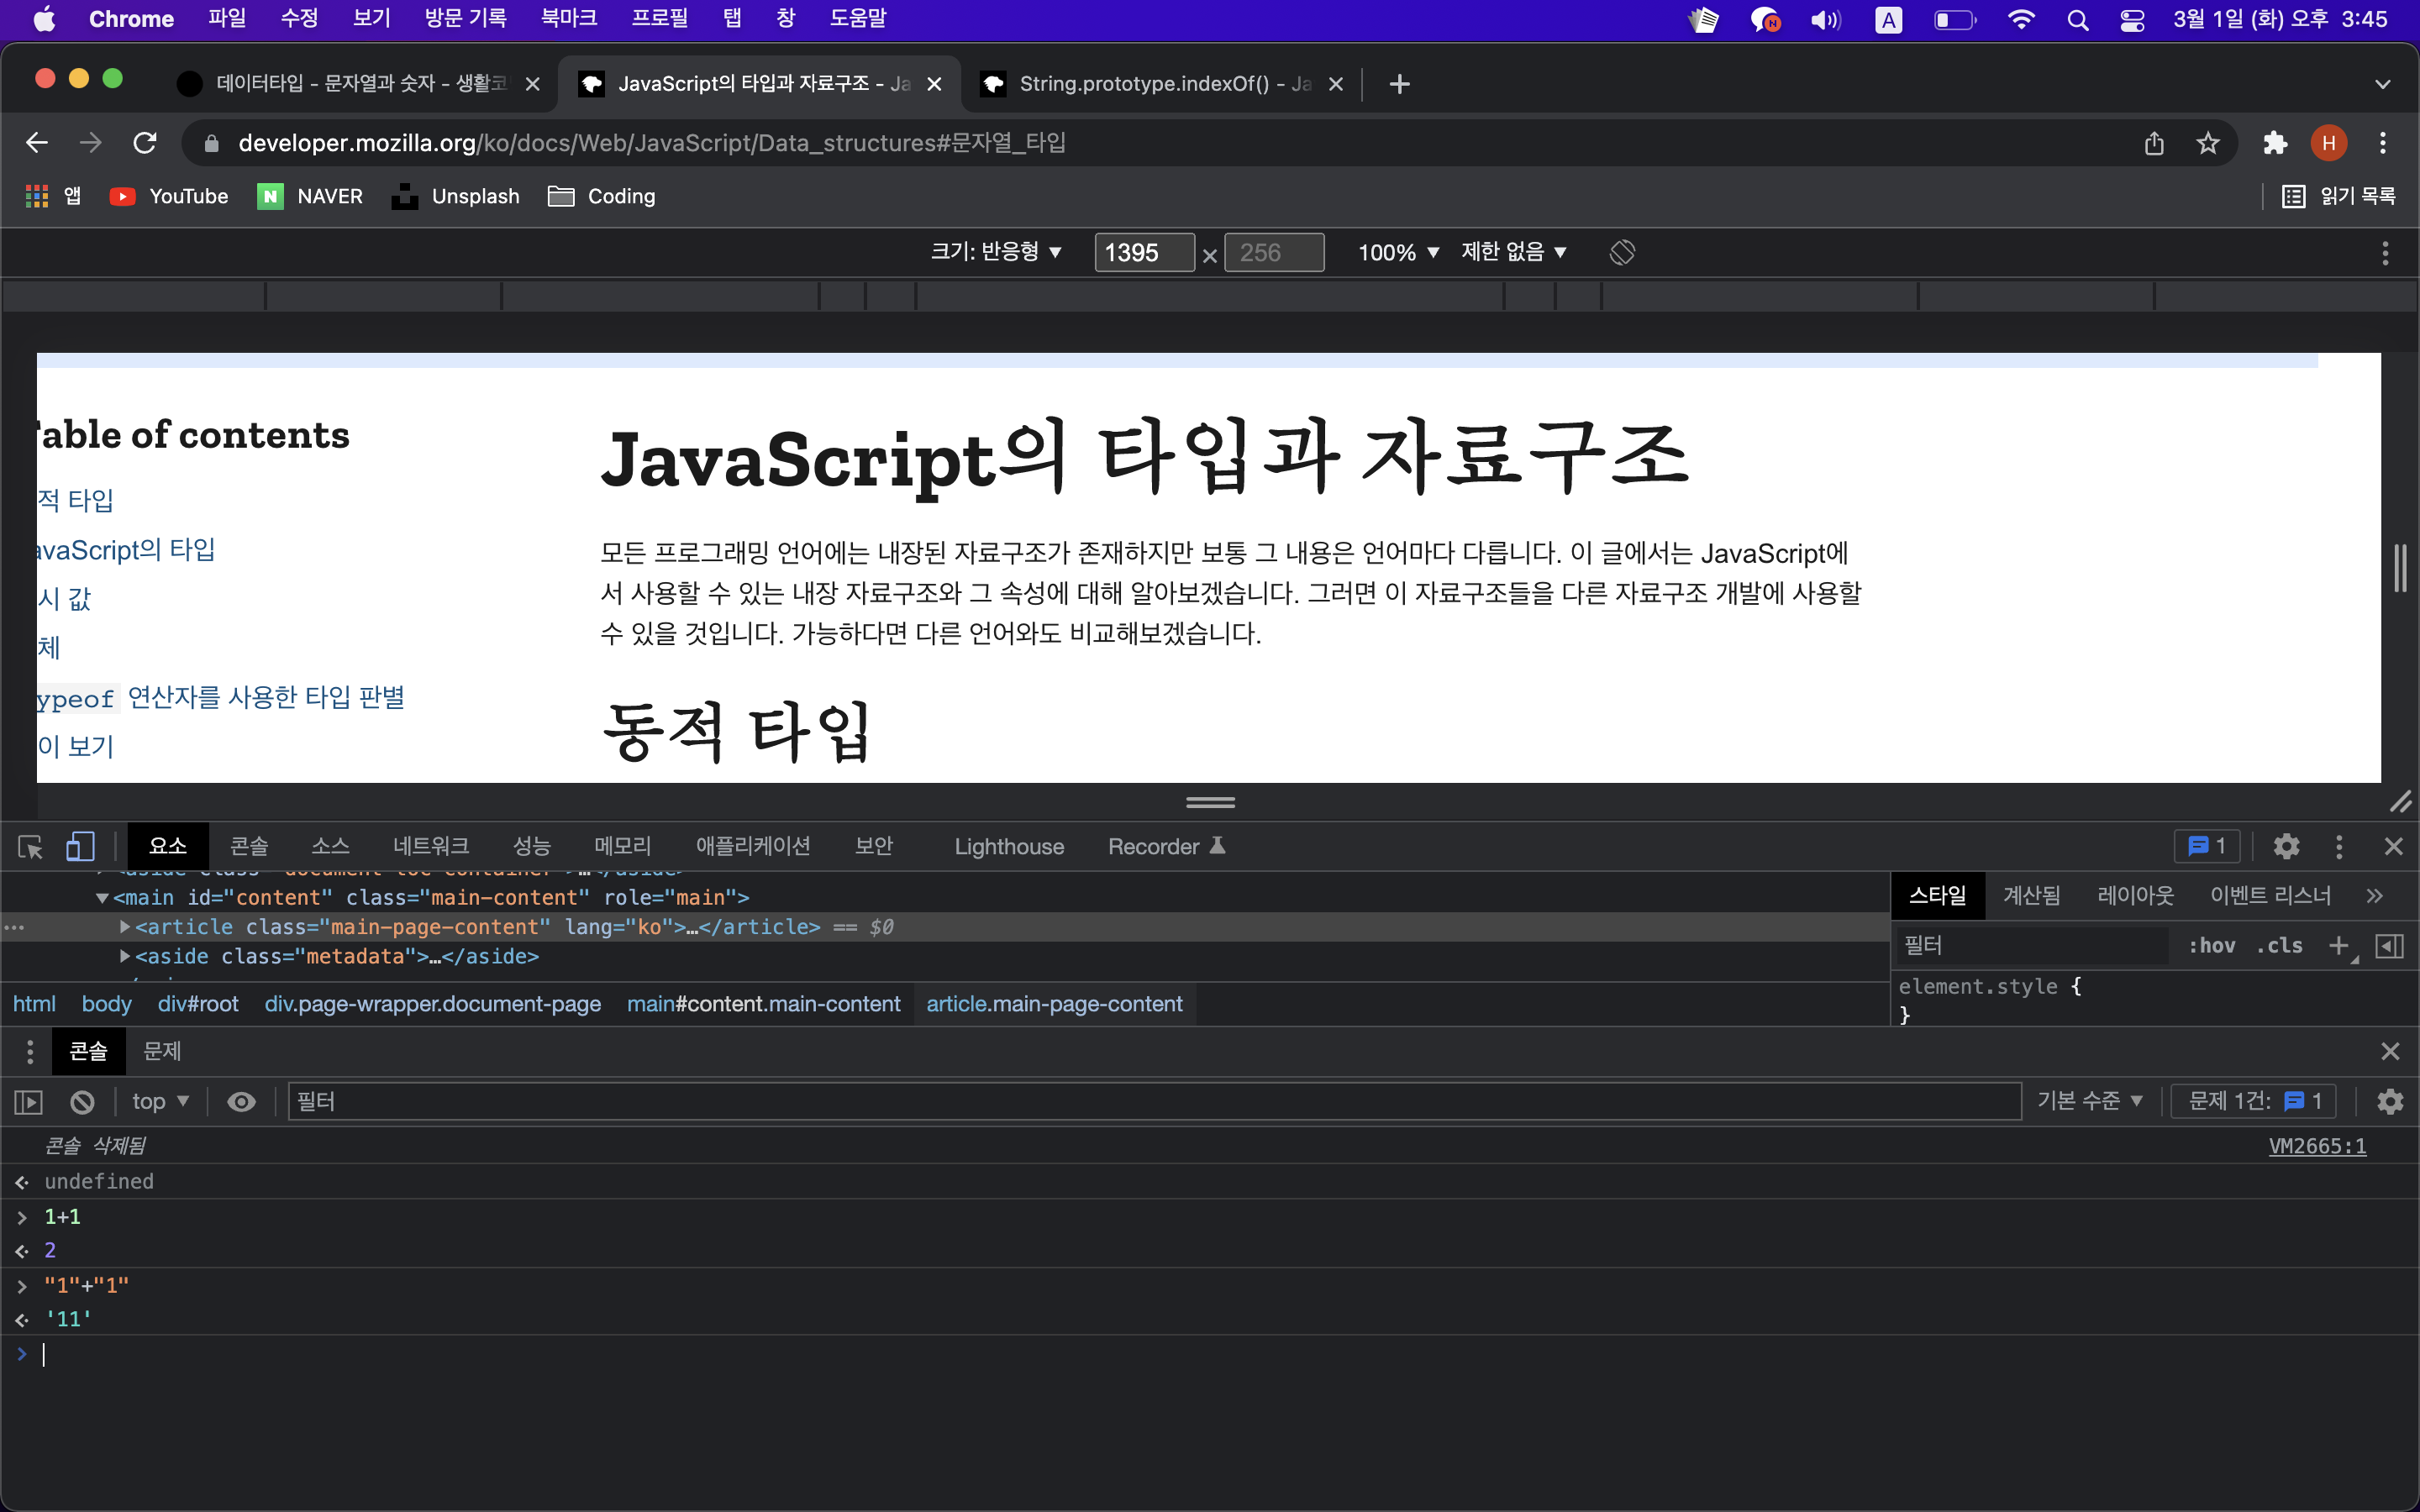 Chrome 파일 수정 보기 방문 기록 북마크 프로필 탭 창 도움말 A 3월 1일 (화) 오후 3:45
데이터타입 - 문자열과 숫자 - 생활코 JavaScript의 타입과 자료구조 - Ja String.prototype.indexOf() - Ja
developer.mozilla.org/ko/docs/Web/JavaScript/Data_structures#문자열_타입 H
앱 YouTube N NAVER Unsplash Coding 읽기 목록
크기: 반응형 ▼ 1395 × 256 100% ▼ 제한 없음 ▼
able of contents
적 타입
avaScript의 타입
시 값
체
ypeof 연산자를 사용한 타입 판별
이 보기
JavaScript의 타입과 자료구조
모든 프로그래밍 언어에는 내장된 자료구조가 존재하지만 보통 그 내용은 언어마다 다릅니다. 이 글에서는 JavaScript에
서 사용할 수 있는 내장 자료구조와 그 속성에 대해 알아보겠습니다. 그러면 이 자료구조들을 다른 자료구조 개발에 사용할
수 있을 것입니다. 가능하다면 다른 언어와도 비교해보겠습니다.
동적 타입
요소 콘솔 소스 네트워크 성능 메모리 애플리케이션 보안 Lighthouse Recorder 1
▼<main id="content" class="main-content" role="main">
▶<article class="main-page-content" lang="ko">…</article> == $0
▶<aside class="metadata">…</aside>
html body div#root div.page-wrapper.document-page main#content.main-content article.main-page-content
스타일 계산됨 레이아웃 이벤트 리스너 »
필터 :hov .cls +
element.style {
}
콘솔 문제
top ▼ 필터 기본 수준 ▼ 문제 1건: 1
콘솔 삭제됨 VM2665:1
undefined
> 1+1
2
> "1"+"1"
'11'
>